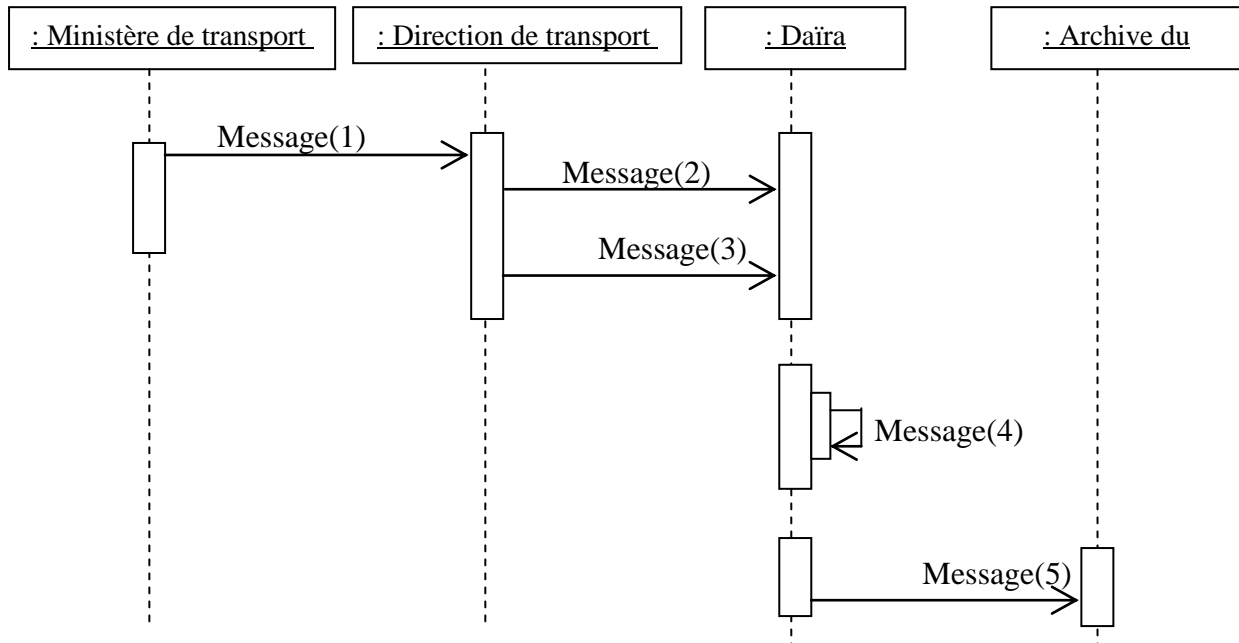 : Ministère de transport
: Direction de transport
: Daïra
: Archive du
Message(1)
Message(2)
Message(3)
Message(4)
Message(5)